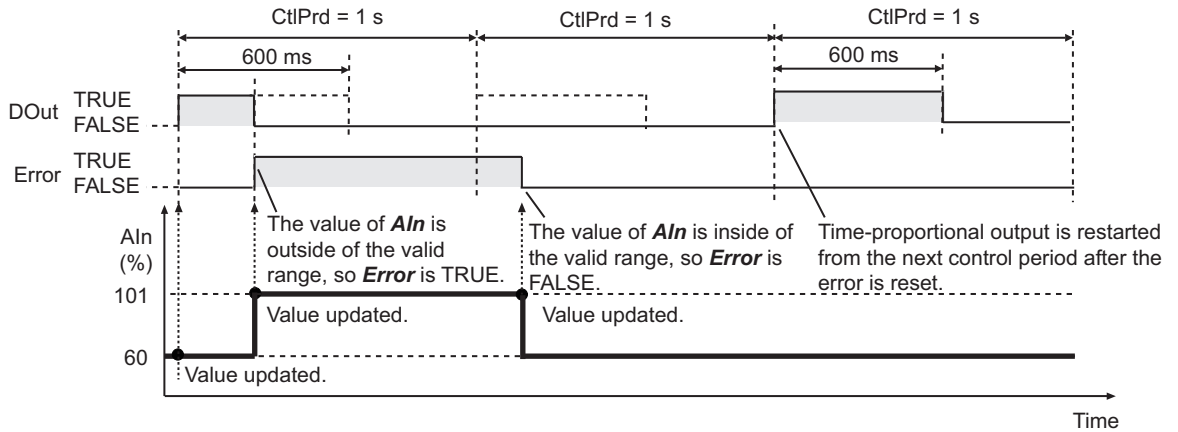 CtlPrd = 1 s
CtlPrd = 1 s
CtlPrd = 1 s
600 ms
600 ms
DOut
TRUE
FALSE
Error
TRUE
FALSE
The value of AIn is
outside of the valid
range, so Error is TRUE.
The value of AIn is inside of
the valid range, so Error is
FALSE.
Time-proportional output is restarted
from the next control period after the
error is reset.
AIn
(%)
101
Value updated.
Value updated.
60
Value updated.
Time